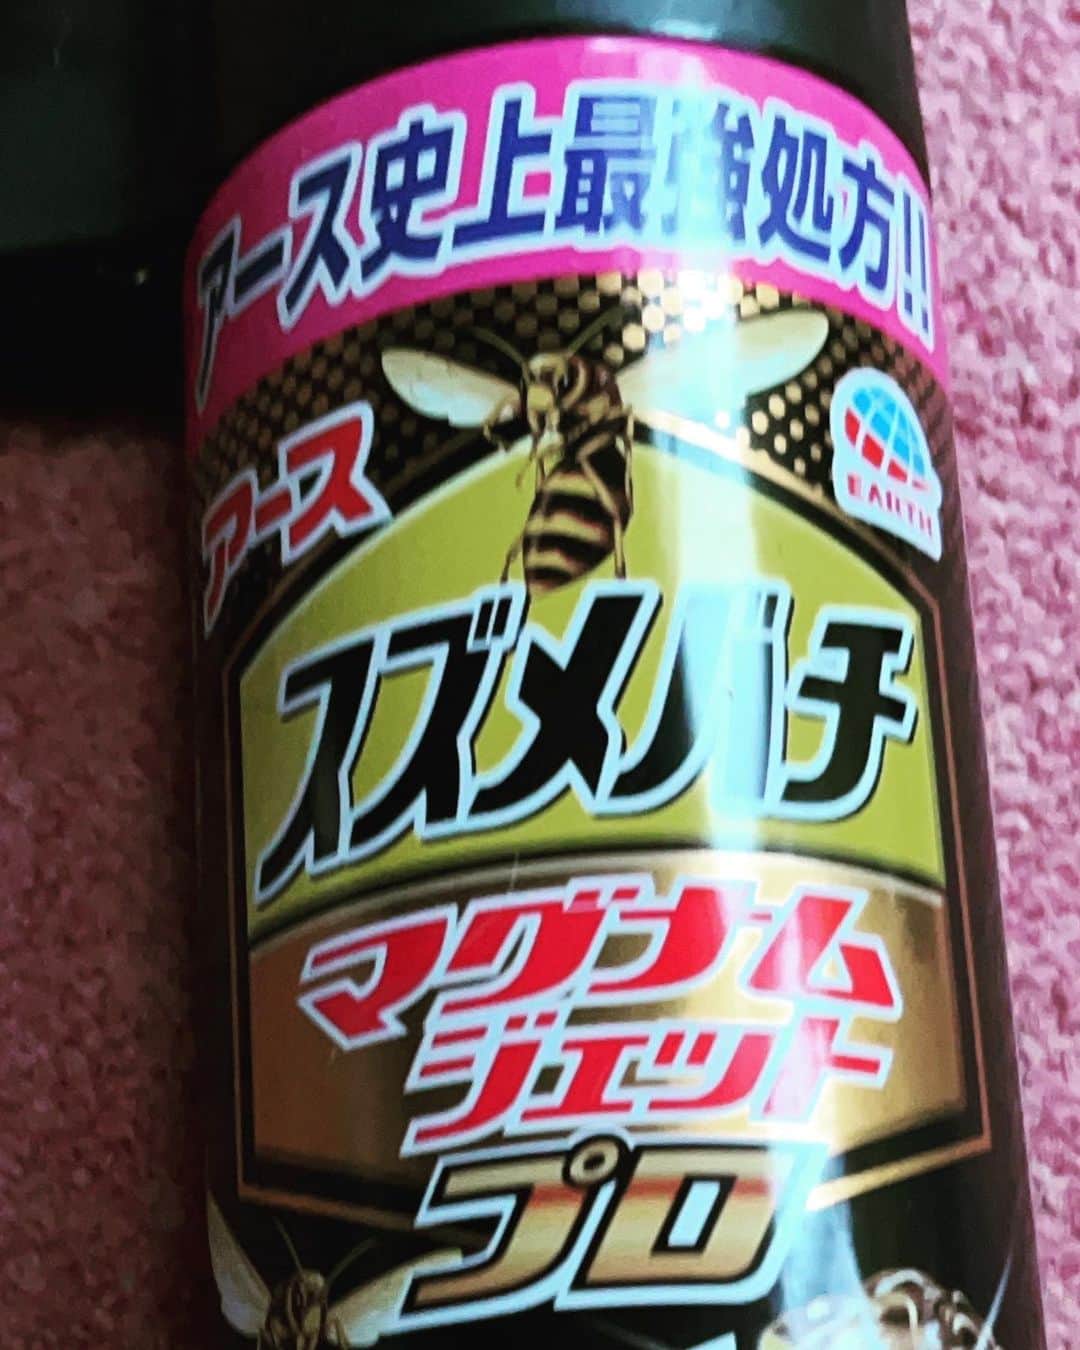 アース史上最強処方!!
アース
EARTH
スズメバチ
マグナム
ジェット
プロ